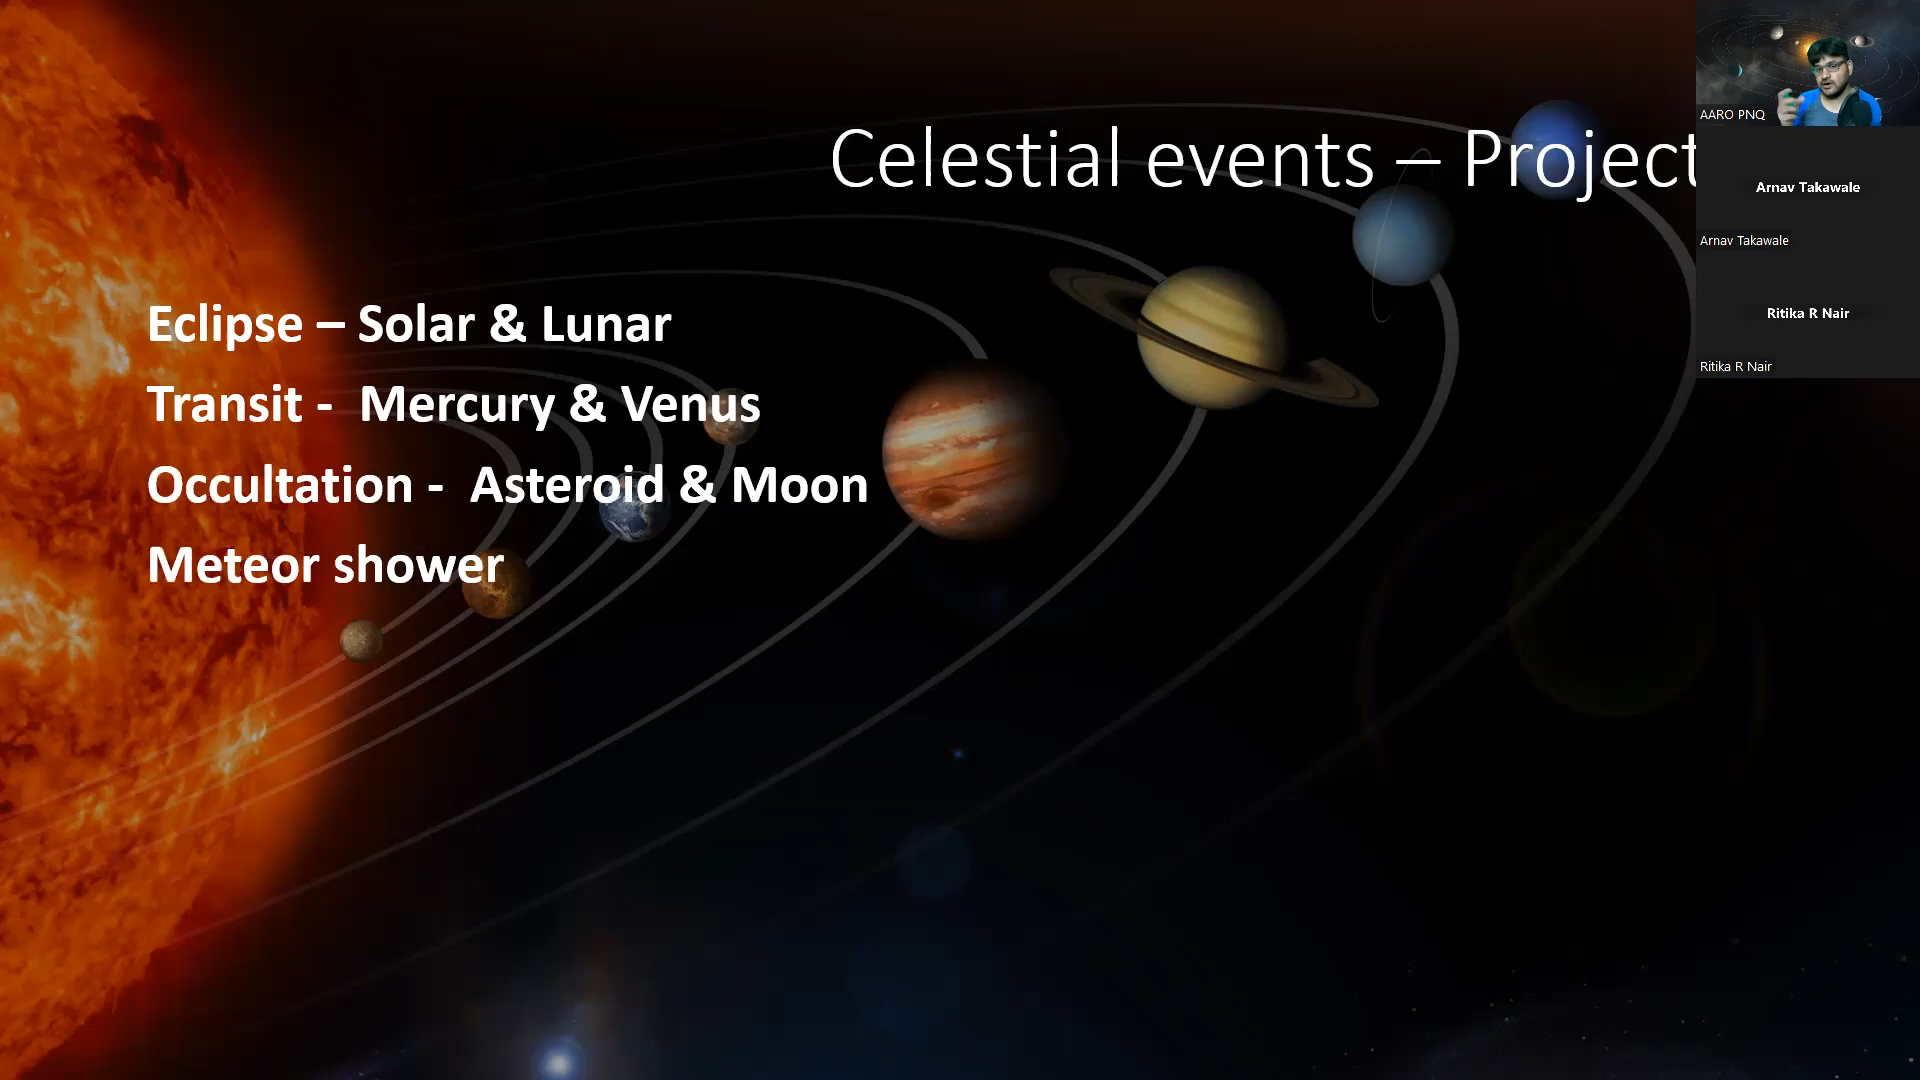 Celestial events – Project
Eclipse – Solar & Lunar
Transit - Mercury & Venus
Occultation - Asteroid & Moon
Meteor shower
AARO PNQ
Arnav Takawale
Arnav Takawale
Ritika R Nair
Ritika R Nair